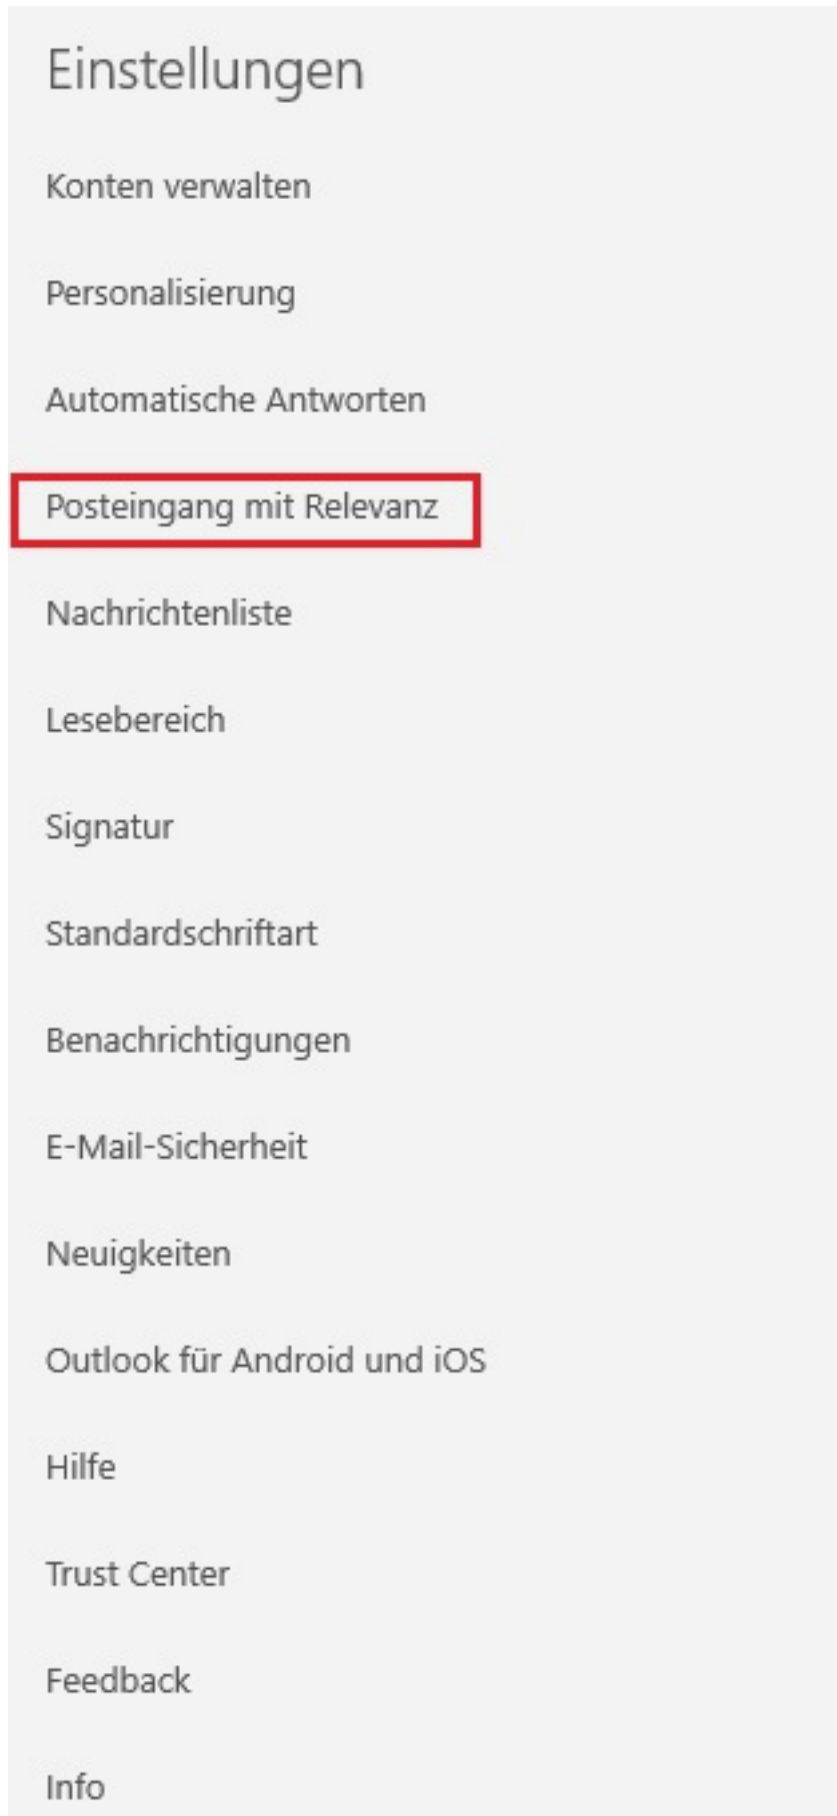 Einstellungen
Konten verwalten
Personalisierung
Automatische Antworten
Posteingang mit Relevanz
Nachrichtenliste
Lesebereich
Signatur
Standardschriftart
Benachrichtigungen
E-Mail-Sicherheit
Neuigkeiten
Outlook für Android und iOS
Hilfe
Trust Center
Feedback
Info